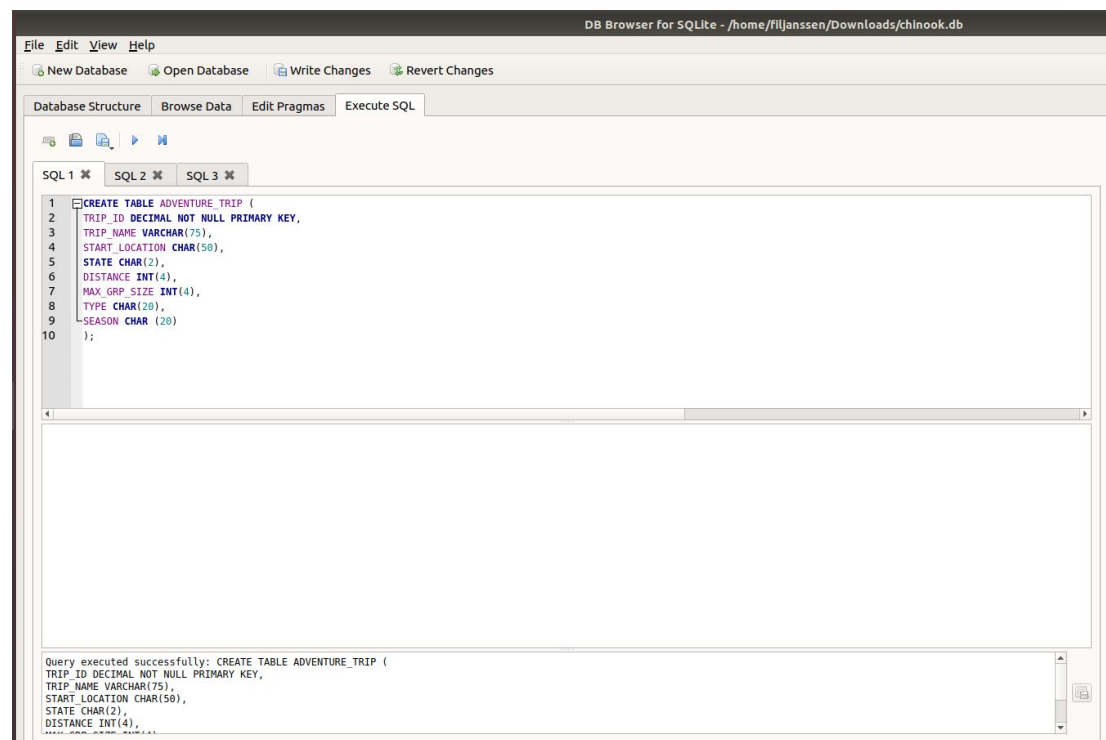 DB Browser for SQLite - /home/filjanssen/Downloads/chinook.db
File Edit View Help
New Database Open Database Write Changes Revert Changes
Database Structure Browse Data Edit Pragmas Execute SQL
SQL 1 SQL 2 SQL 3
1 CREATE TABLE ADVENTURE_TRIP (
2 TRIP_ID DECIMAL NOT NULL PRIMARY KEY,
3 TRIP_NAME VARCHAR(75),
4 START_LOCATION CHAR(50),
5 STATE CHAR(2),
6 DISTANCE INT(4),
7 MAX_GRP_SIZE INT(4),
8 TYPE CHAR(20),
9 SEASON CHAR (20)
10 );
Query executed successfully: CREATE TABLE ADVENTURE_TRIP (
TRIP_ID DECIMAL NOT NULL PRIMARY KEY,
TRIP_NAME VARCHAR(75),
START_LOCATION CHAR(50),
STATE CHAR(2),
DISTANCE INT(4),